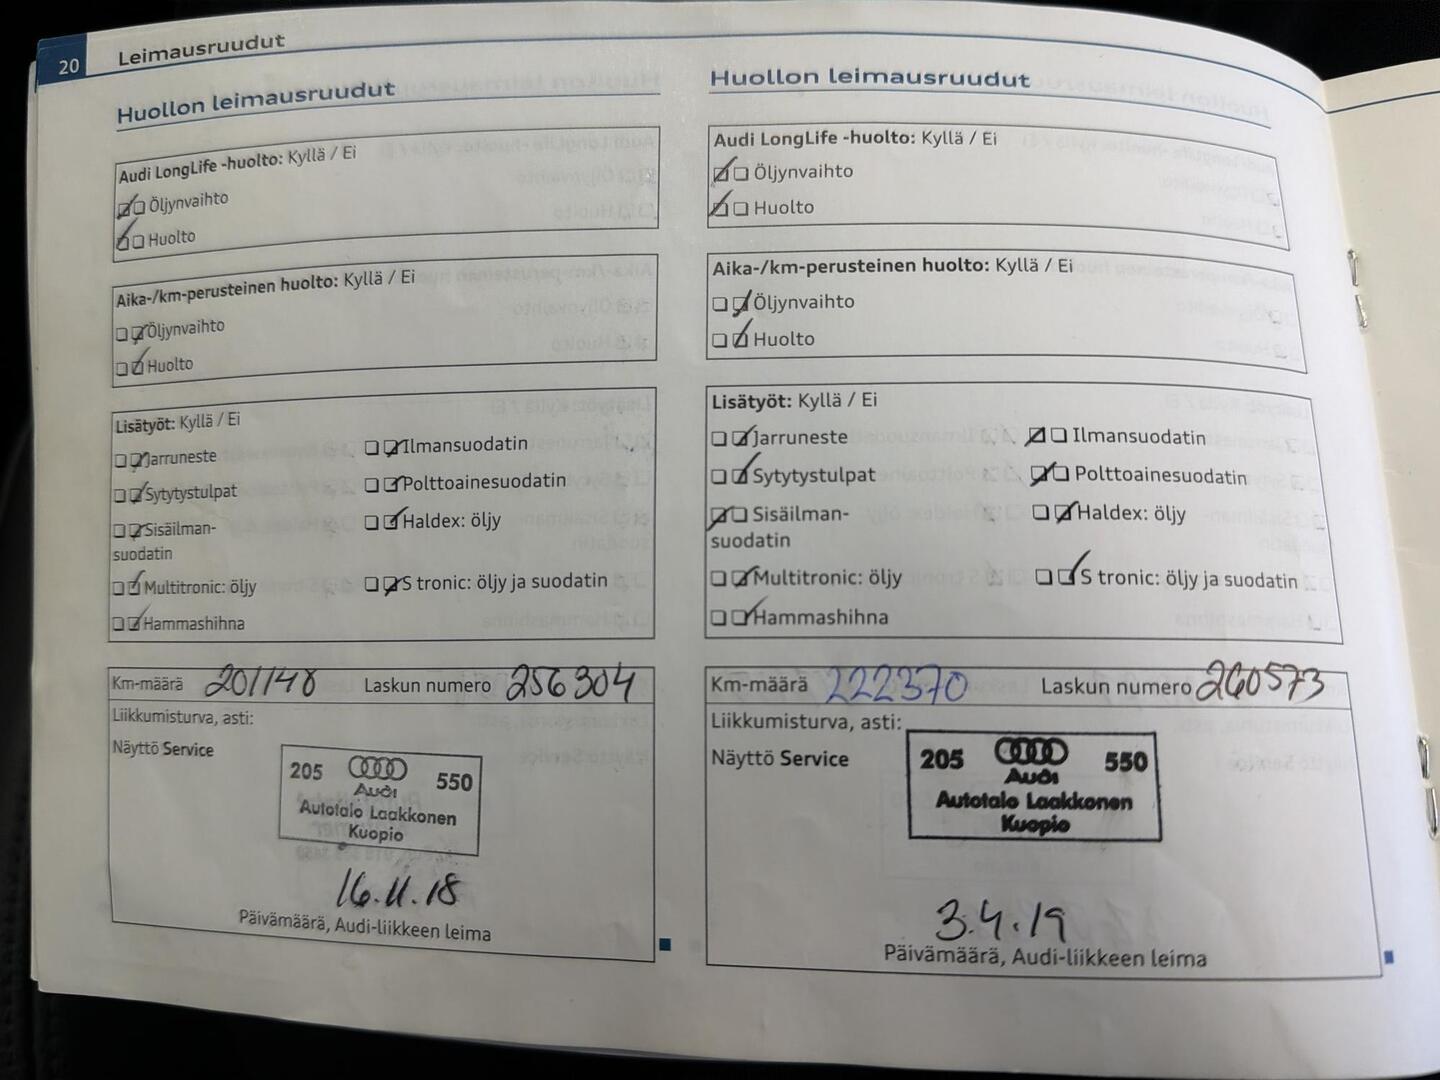 20 Leimausruudut
Huollon leimausruudut
Audi LongLife -huolto: Kyllä / Ei
Öljynvaihto
Huolto
Aika-/km-perusteinen huolto: Kyllä / Ei
Öljynvaihto
Huolto
Lisätyöt: Kyllä / Ei
Jarruneste
Ilmansuodatin
Sytytystulpat
Polttoainesuodatin
Sisäilman-
suodatin
Haldex: öljy
Multitronic: öljy
S tronic: öljy ja suodatin
Hammashihna
Km-määrä 201148 Laskun numero 256304
Liikkumisturva, asti:
Näyttö Service
205 Audi 550
Autotalo Laakkonen
Kuopio
16.11.18
Päivämäärä, Audi-liikkeen leima
Huollon leimausruudut
Audi LongLife -huolto: Kyllä / Ei
Öljynvaihto
Huolto
Aika-/km-perusteinen huolto: Kyllä / Ei
Öljynvaihto
Huolto
Lisätyöt: Kyllä / Ei
Jarruneste
Ilmansuodatin
Sytytystulpat
Polttoainesuodatin
Sisäilman-
suodatin
Haldex: öljy
Multitronic: öljy
S tronic: öljy ja suodatin
Hammashihna
Km-määrä 222370 Laskun numero 260573
Liikkumisturva, asti:
Näyttö Service
205 Audi 550
Autotalo Laakkonen
Kuopio
3.4.19
Päivämäärä, Audi-liikkeen leima